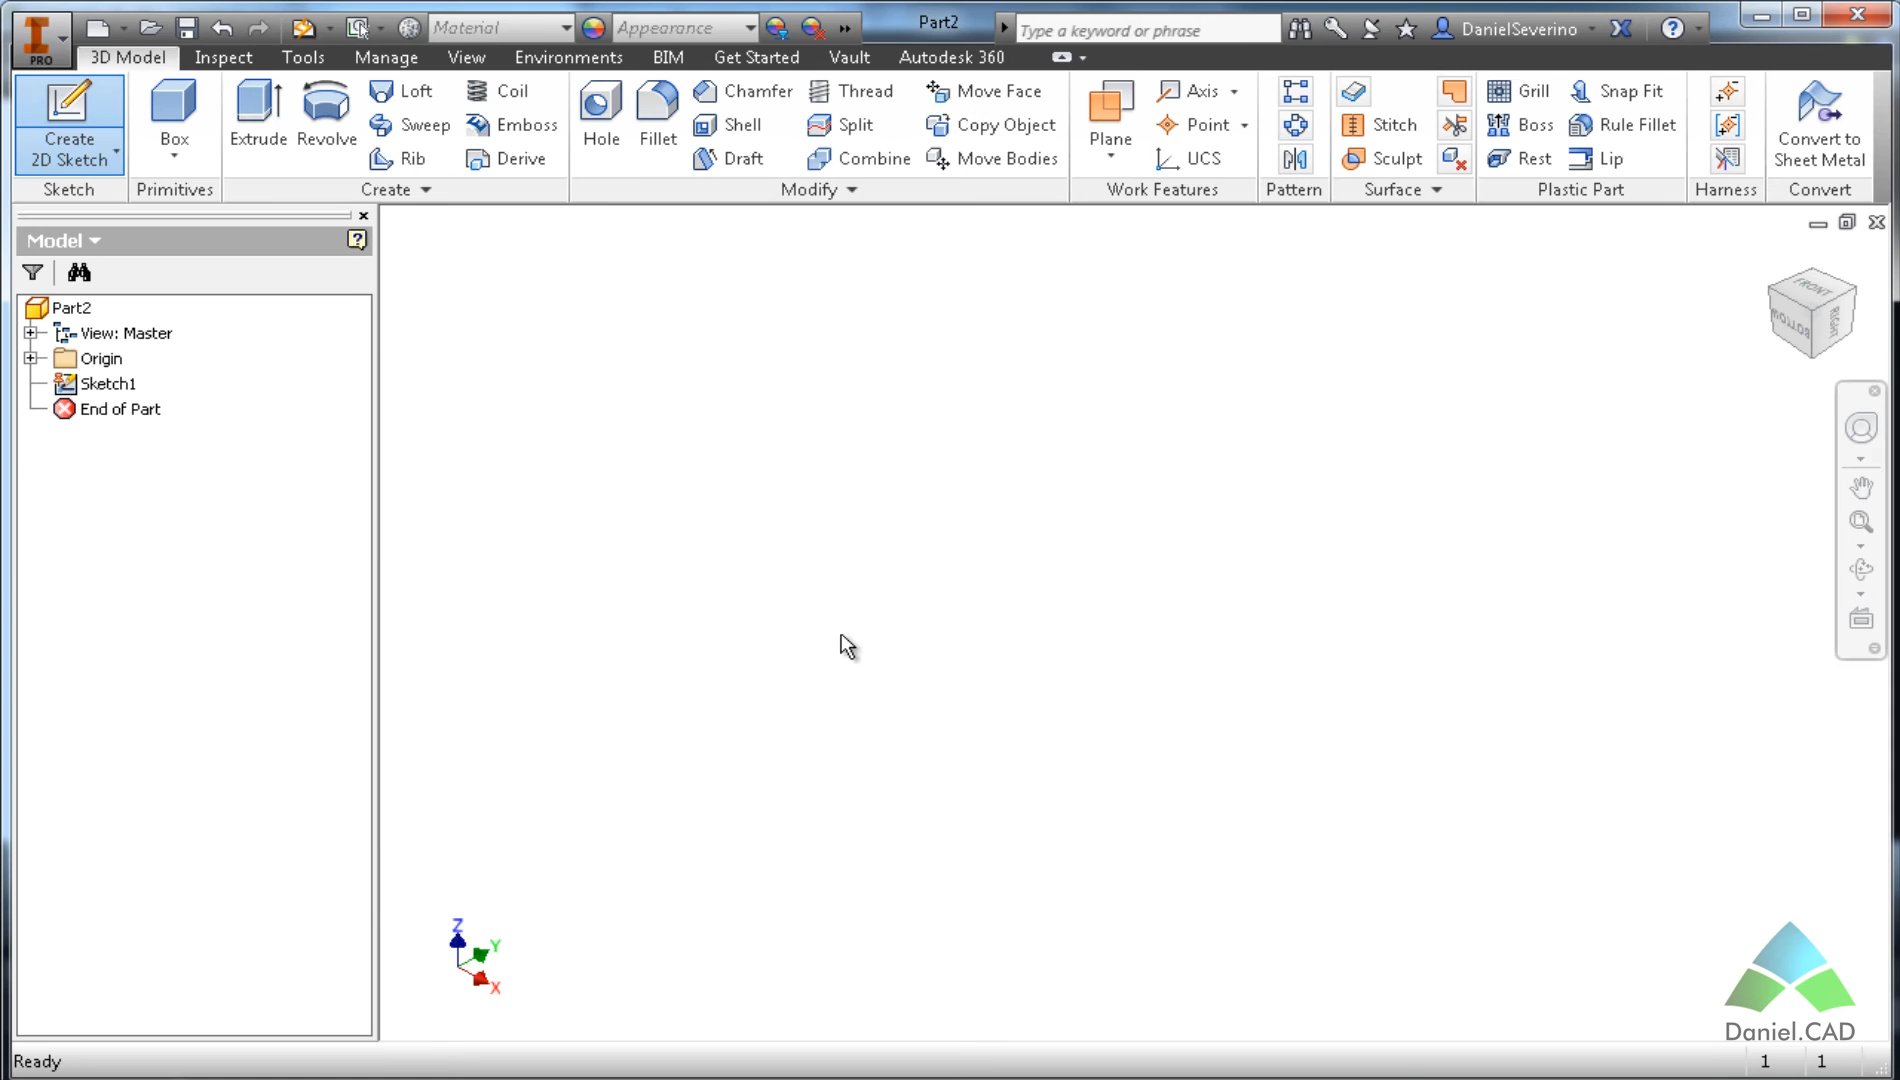 PRO
Material
Appearance
Part2
Type a keyword or phrase
DanielSeverino
3D Model
Inspect
Tools
Manage
View
Environments
BIM
Get Started
Vault
Autodesk 360
Create
2D Sketch
Box
Extrude
Revolve
Loft
Sweep
Rib
Coil
Emboss
Derive
Hole
Fillet
Chamfer
Shell
Draft
Thread
Split
Combine
Move Face
Copy Object
Move Bodies
Plane
Axis
Point
UCS
Stitch
Sculpt
Grill
Boss
Rest
Snap Fit
Rule Fillet
Lip
Convert to
Sheet Metal
Sketch
Primitives
Create
Modify
Work Features
Pattern
Surface
Plastic Part
Harness
Convert
Model
Part2
View: Master
Origin
Sketch1
End of Part
FRONT
BOTTOM
RIGHT
Z
Y
X
Daniel.CAD
Ready
1
1